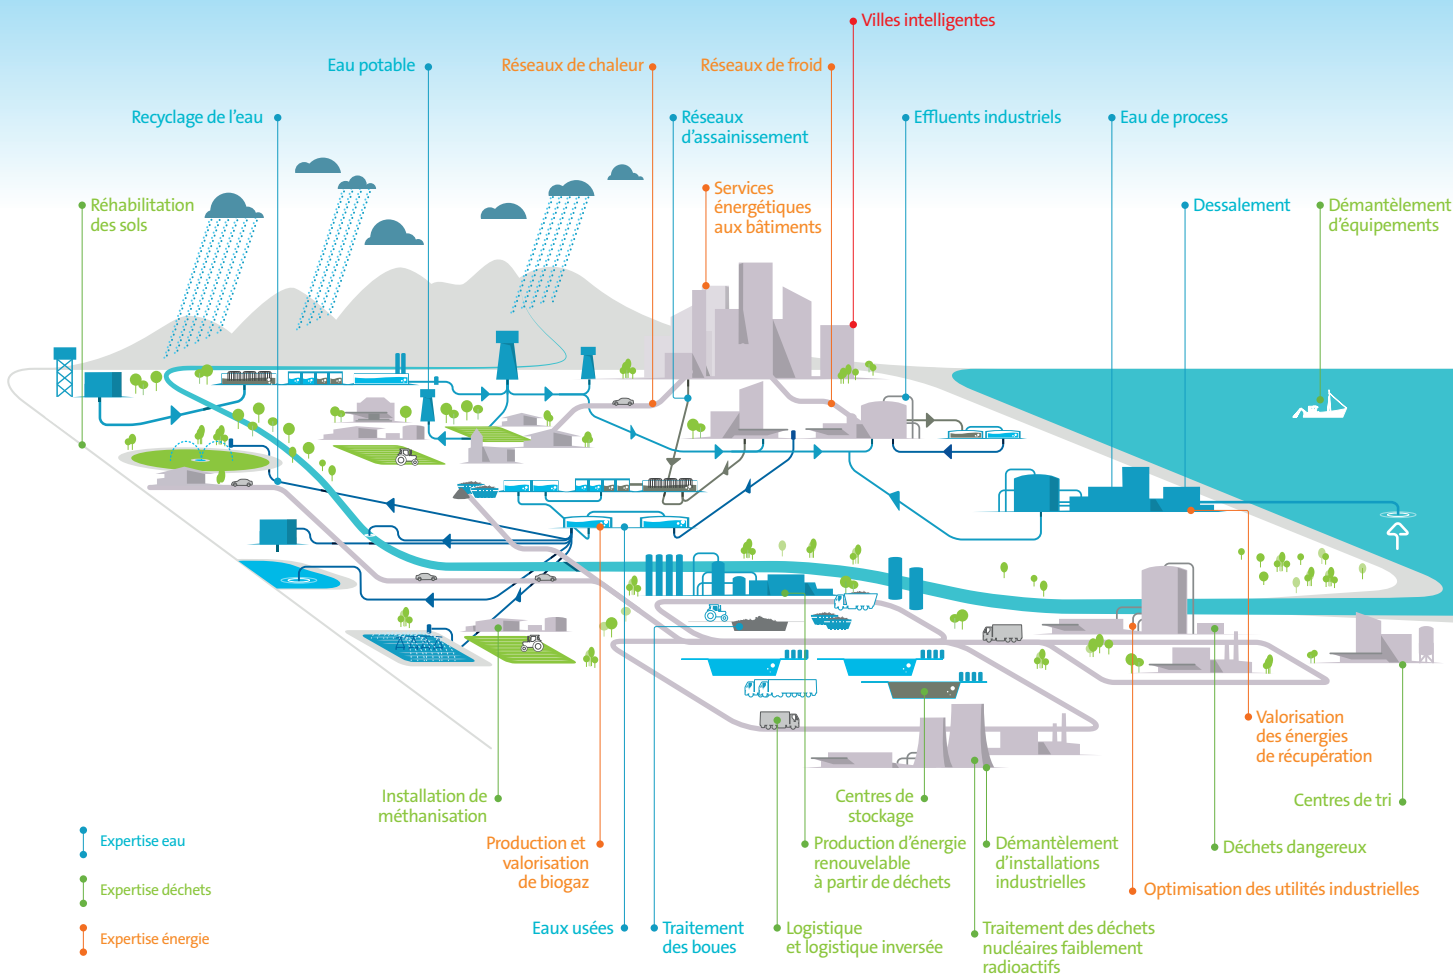 Villes intelligentes
Eau potable
Réseaux de chaleur
Réseaux de froid
Recyclage de l’eau
Réseaux
d’assainissement
Effluents industriels
Eau de process
Réhabilitation
des sols
Services
énergétiques
aux bâtiments
Dessalement
Démantèlement
d’équipements
Valorisation
des énergies
de récupération
Installation de
méthanisation
Centres de
stockage
Centres de tri
Production et
valorisation
de biogaz
Production d’énergie
renouvelable
à partir de déchets
Démantèlement
d’installations
industrielles
Déchets dangereux
Optimisation des utilités industrielles
Eaux usées
Traitement
des boues
Logistique
et logistique inversée
Traitement des déchets
nucléaires faiblement
radioactifs
Expertise eau
Expertise déchets
Expertise énergie